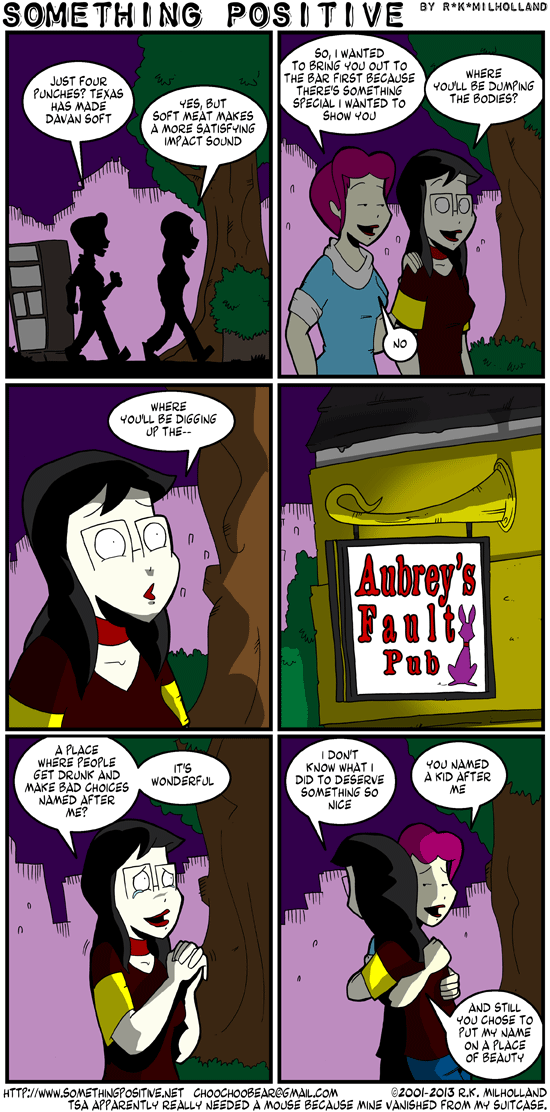 SOMETHING POSITIVE BY R*K*MILHOLLAND
JUST FOUR
PUNCHES? TEXAS
HAS MADE
DAVAN SOFT
YES, BUT
SOFT MEAT MAKES
A MORE SATISFYING
IMPACT SOUND
SO, I WANTED
TO BRING YOU OUT TO
THE BAR FIRST BECAUSE
THERE'S SOMETHING
SPECIAL I WANTED TO
SHOW YOU
WHERE
YOU'LL BE DUMPING
THE BODIES?
NO
WHERE
YOU'LL BE DIGGING
UP THE--
Aubrey's
Fault
Pub
A PLACE
WHERE PEOPLE
GET DRUNK AND
MAKE BAD CHOICES
NAMED AFTER
ME?
IT'S
WONDERFUL
I DON'T
KNOW WHAT I
DID TO DESERVE
SOMETHING SO
NICE
YOU NAMED
A KID AFTER
ME
AND STILL
YOU CHOSE TO
PUT MY NAME
ON A PLACE
OF BEAUTY
HTTP://WWW.SOMETHINGPOSITIVE.NET CHOOCHOOBEAR@GMAIL.COM ©2001-2013 R.K. MILHOLLAND
TSA APPARENTLY REALLY NEEDED A MOUSE BECAUSE MINE VANISHED FROM MY SUITCASE.